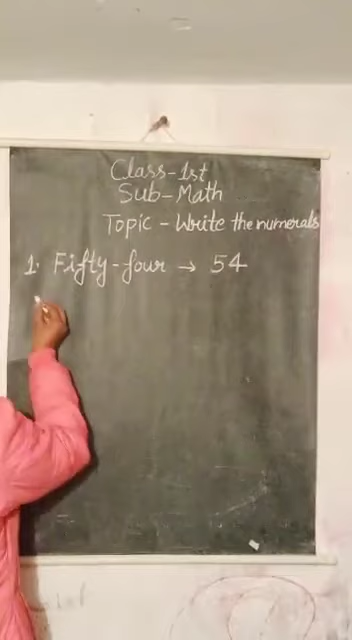 Class-1st
Sub-Math
Topic - Write the numerals
1. Fifty-four → 54